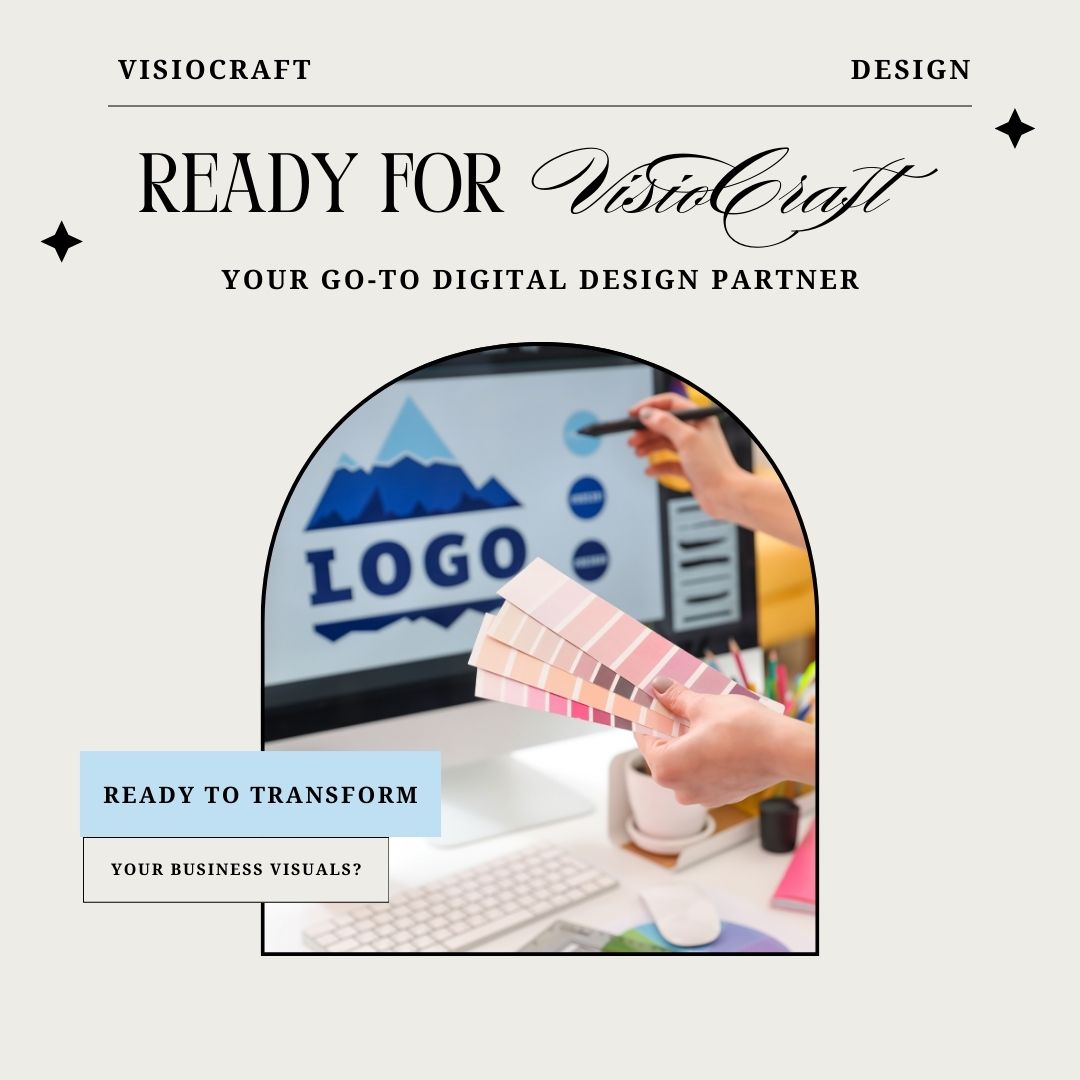 VISIOCRAFT DESIGN
READY FOR VisioCraft
YOUR GO-TO DIGITAL DESIGN PARTNER
LOGO
READY TO TRANSFORM
YOUR BUSINESS VISUALS?